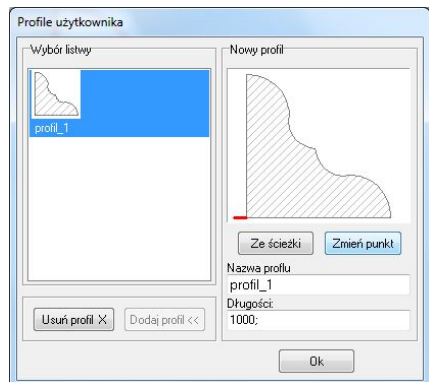 Profile użytkownika
Wybór listwy
profil_1
Usuń profil X
Dodaj profil <<
Nowy profil
Ze ścieżki
Zmień punkt
Nazwa proflu
profil_1
Długości:
1000;
Ok